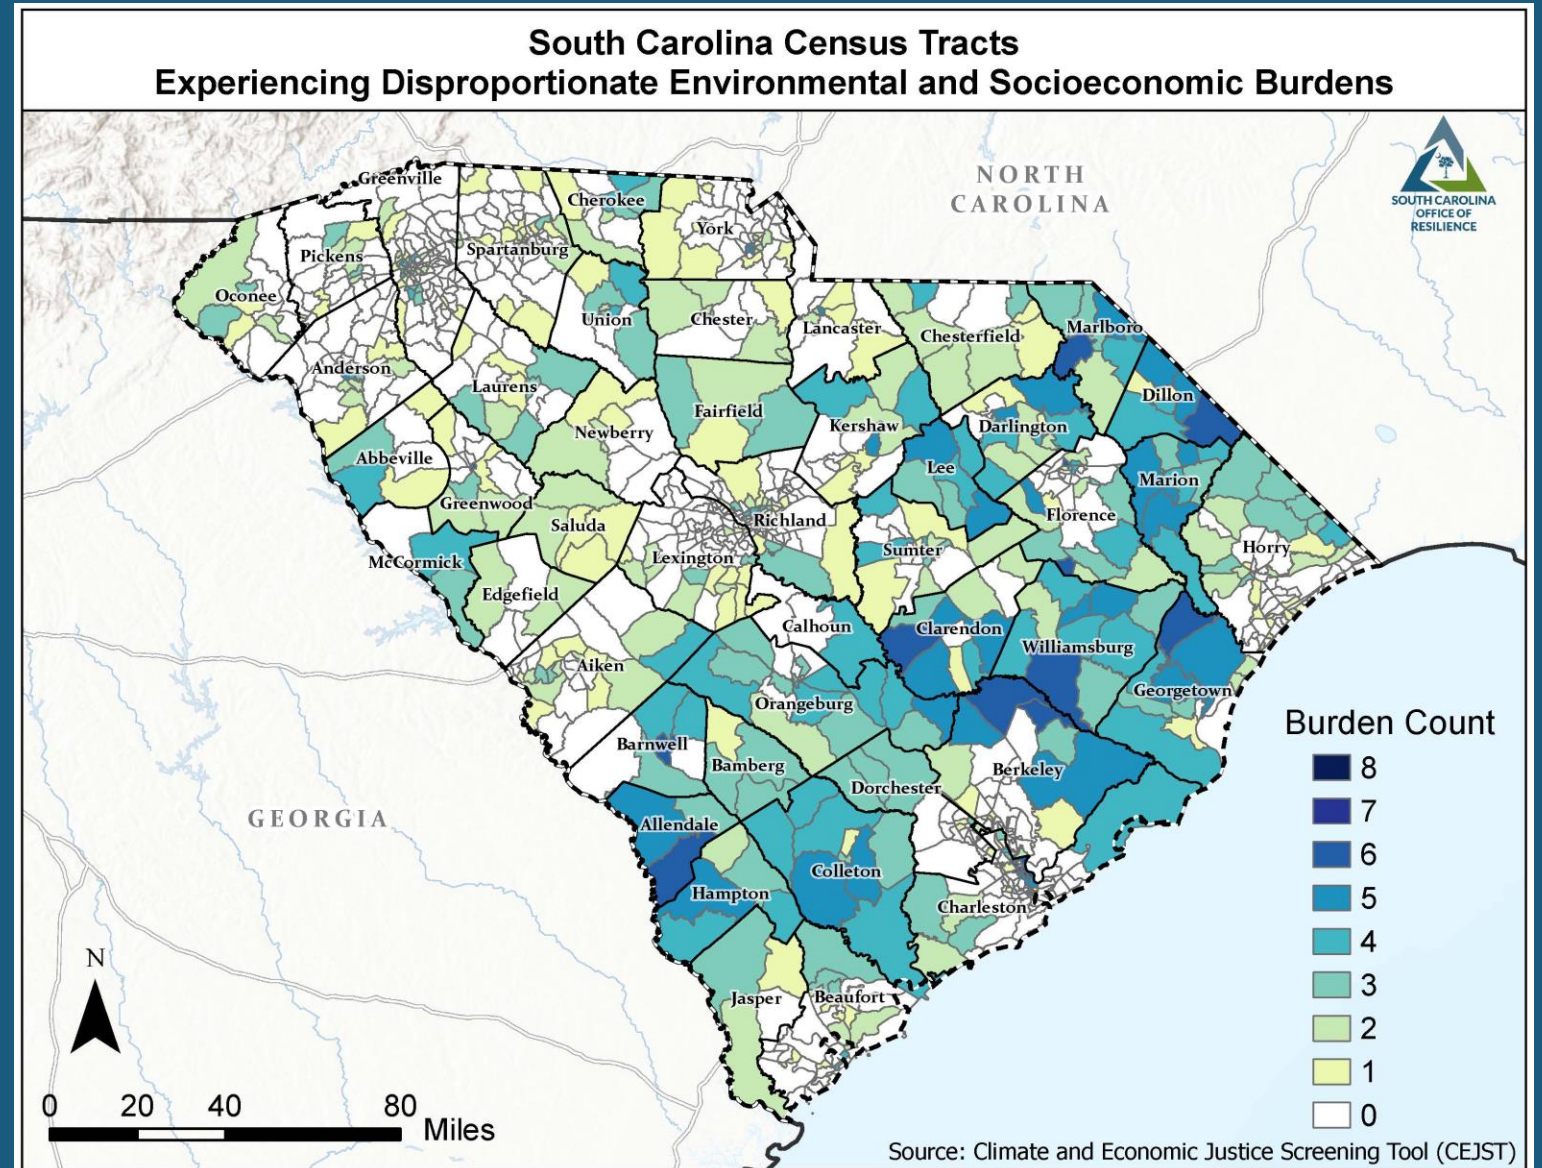 South Carolina Census Tracts
Experiencing Disproportionate Environmental and Socioeconomic Burdens
NORTH
CAROLINA
SOUTH CAROLINA
OFFICE OF
RESILIENCE
Greenville
Cherokee
York
Spartanburg
Pickens
Oconee
Union
Chester
Lancaster
Chesterfield
Marlboro
Anderson
Laurens
Dillon
Fairfield
Kershaw
Darlington
Newberry
Abbeville
Lee
Marion
Greenwood
Saluda
Richland
Florence
Lexington
Sumter
Horry
McCormick
Edgefield
Calhoun
Clarendon
Williamsburg
Aiken
Orangeburg
Georgetown
Barnwell
Bamberg
Berkeley
Dorchester
Allendale
Colleton
Hampton
Charleston
Jasper
Beaufort
GEORGIA
Burden Count
8
7
6
5
4
3
2
1
0
N
0 20 40 80
Miles
Source: Climate and Economic Justice Screening Tool (CEJST)